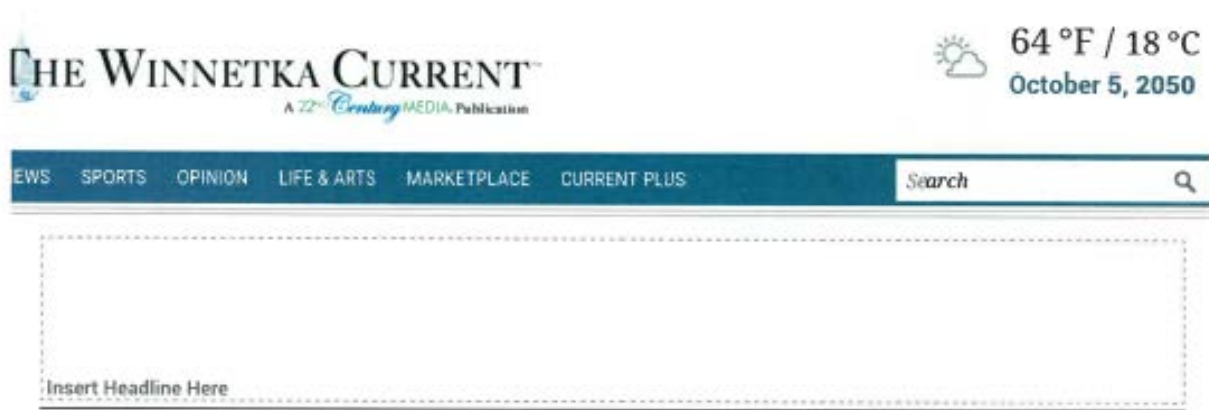 THE WINNETKA CURRENT™
A 22nd Century MEDIA Publication
64 °F / 18 °C
October 5, 2050
EWS SPORTS OPINION LIFE & ARTS MARKETPLACE CURRENT PLUS
Search
Insert Headline Here